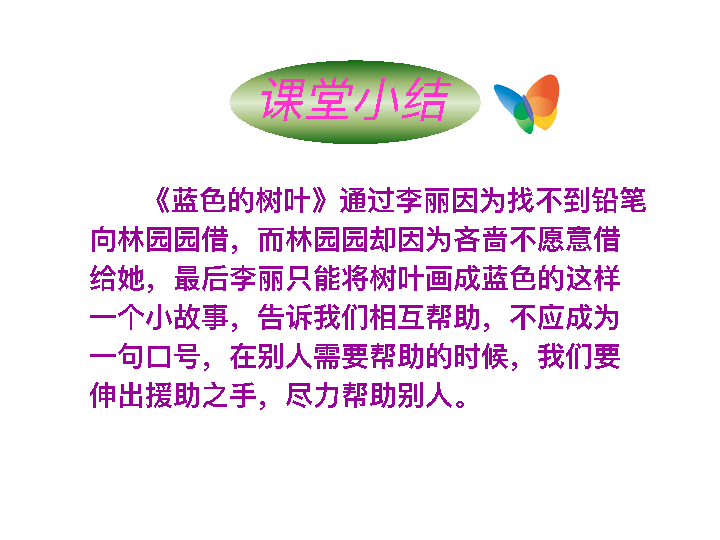 课堂小结
《蓝色的树叶》通过李丽因为找不到铅笔
向林园园借，而林园园却因为吝啬不愿意借
给她，最后李丽只能将树叶画成蓝色的这样
一个小故事，告诉我们相互帮助，不应成为
一句口号，在别人需要帮助的时候，我们要
伸出援助之手，尽力帮助别人。